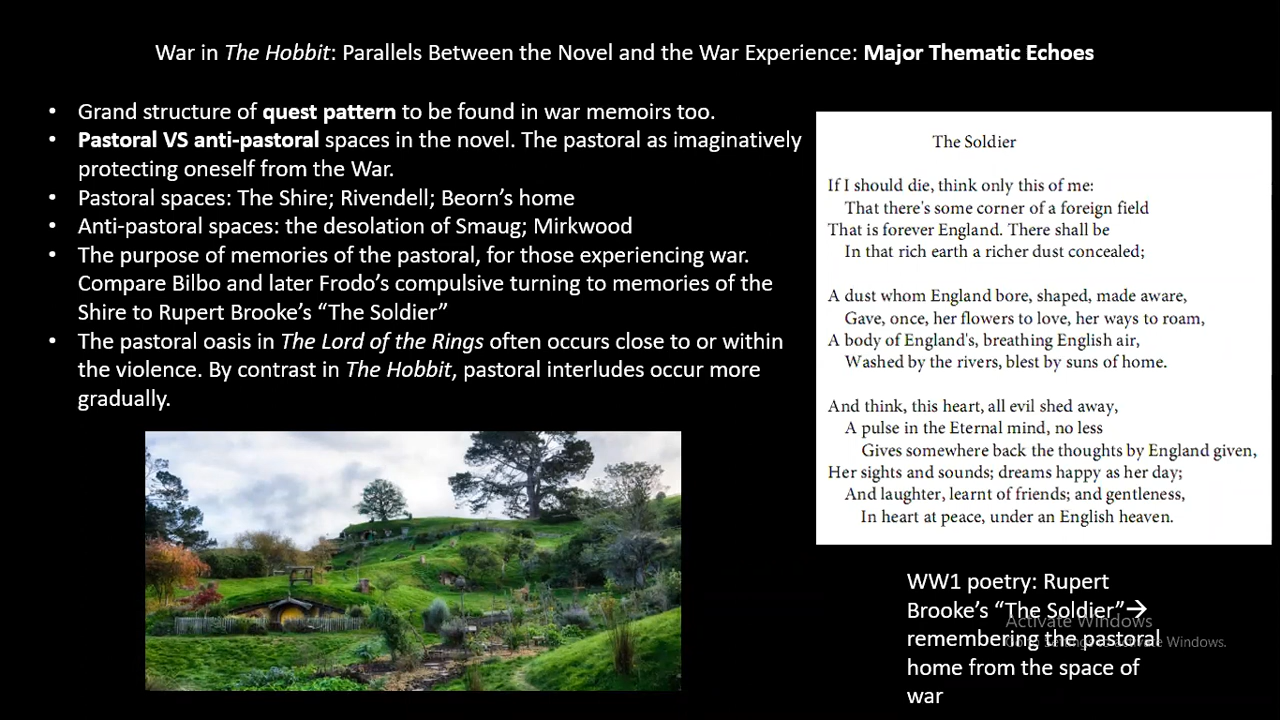 War in The Hobbit: Parallels Between the Novel and the War Experience: Major Thematic Echoes
• Grand structure of quest pattern to be found in war memoirs too.
• Pastoral VS anti-pastoral spaces in the novel. The pastoral as imaginatively
protecting oneself from the War.
• Pastoral spaces: The Shire; Rivendell; Beorn’s home
• Anti-pastoral spaces: the desolation of Smaug; Mirkwood
• The purpose of memories of the pastoral, for those experiencing war.
Compare Bilbo and later Frodo’s compulsive turning to memories of the
Shire to Rupert Brooke’s “The Soldier”
• The pastoral oasis in The Lord of the Rings often occurs close to or within
the violence. By contrast in The Hobbit, pastoral interludes occur more
gradually.
The Soldier
If I should die, think only this of me:
That there's some corner of a foreign field
That is forever England. There shall be
In that rich earth a richer dust concealed;
A dust whom England bore, shaped, made aware,
Gave, once, her flowers to love, her ways to roam,
A body of England's, breathing English air,
Washed by the rivers, blest by suns of home.
And think, this heart, all evil shed away,
A pulse in the Eternal mind, no less
Gives somewhere back the thoughts by England given,
Her sights and sounds; dreams happy as her day;
And laughter, learnt of friends; and gentleness,
In heart at peace, under an English heaven.
WW1 poetry: Rupert
Brooke’s “The Soldier”→
remembering the pastoral
home from the space of
war
Activate Windows
Go to Settings to activate Windows.